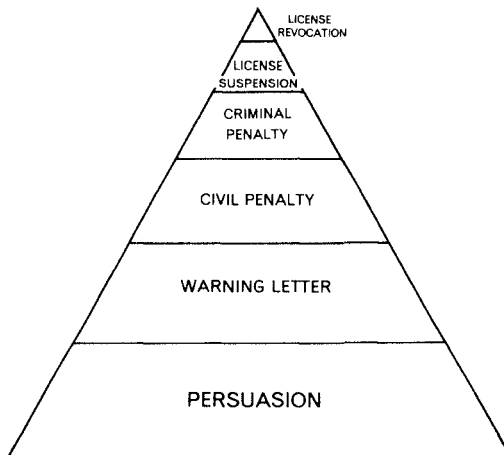 LICENSE
REVOCATION
LICENSE
SUSPENSION
CRIMINAL
PENALTY
CIVIL PENALTY
WARNING LETTER
PERSUASION